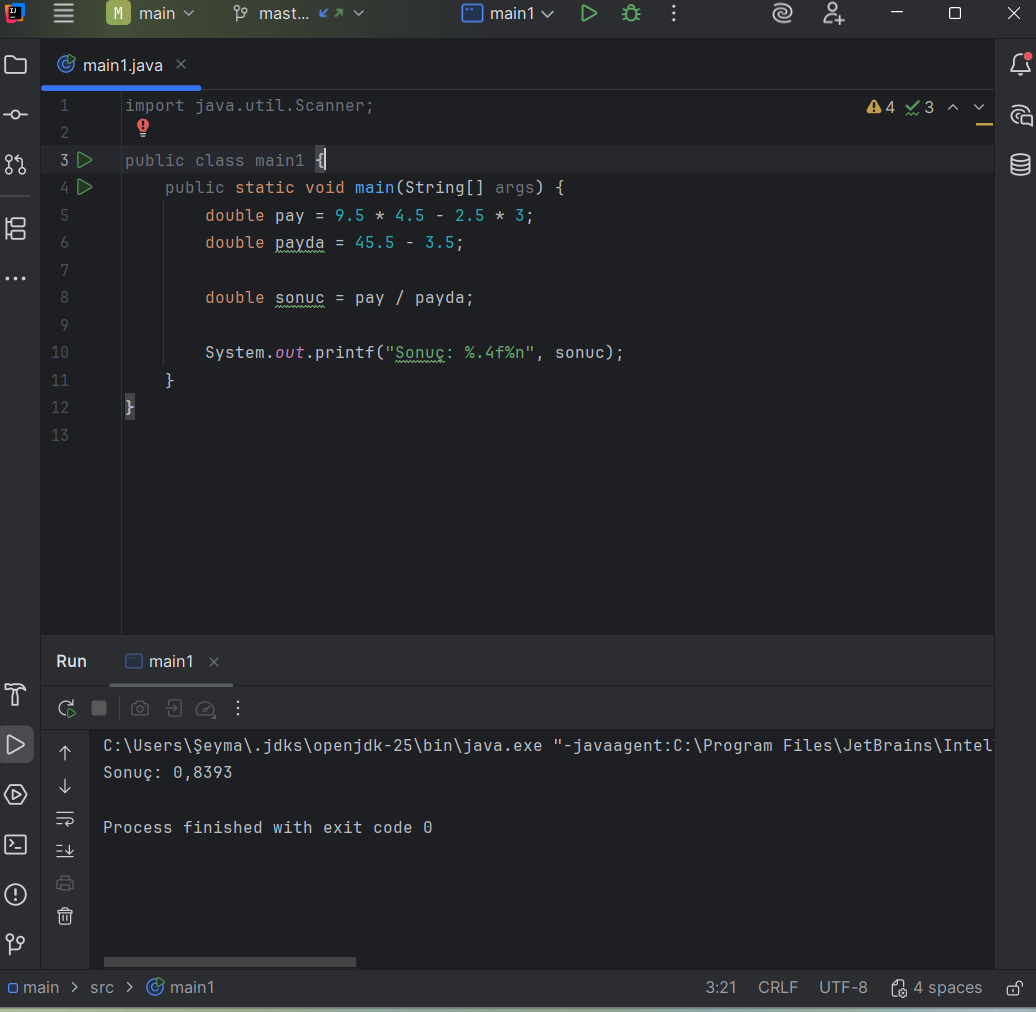 M main mast... main1
main1.java
1 import java.util.Scanner; 4 3
2
3 public class main1 {
4 public static void main(String[] args) {
5 double pay = 9.5 * 4.5 - 2.5 * 3;
6 double payda = 45.5 - 3.5;
7
8 double sonuc = pay / payda;
9
10 System.out.printf("Sonuç: %.4f%n", sonuc);
11 }
12 }
13
Run main1
C:\Users\Şeyma\.jdks\openjdk-25\bin\java.exe "-javaagent:C:\Program Files\JetBrains\Intel
Sonuç: 0,8393
Process finished with exit code 0
main > src > main1 3:21 CRLF UTF-8 4 spaces